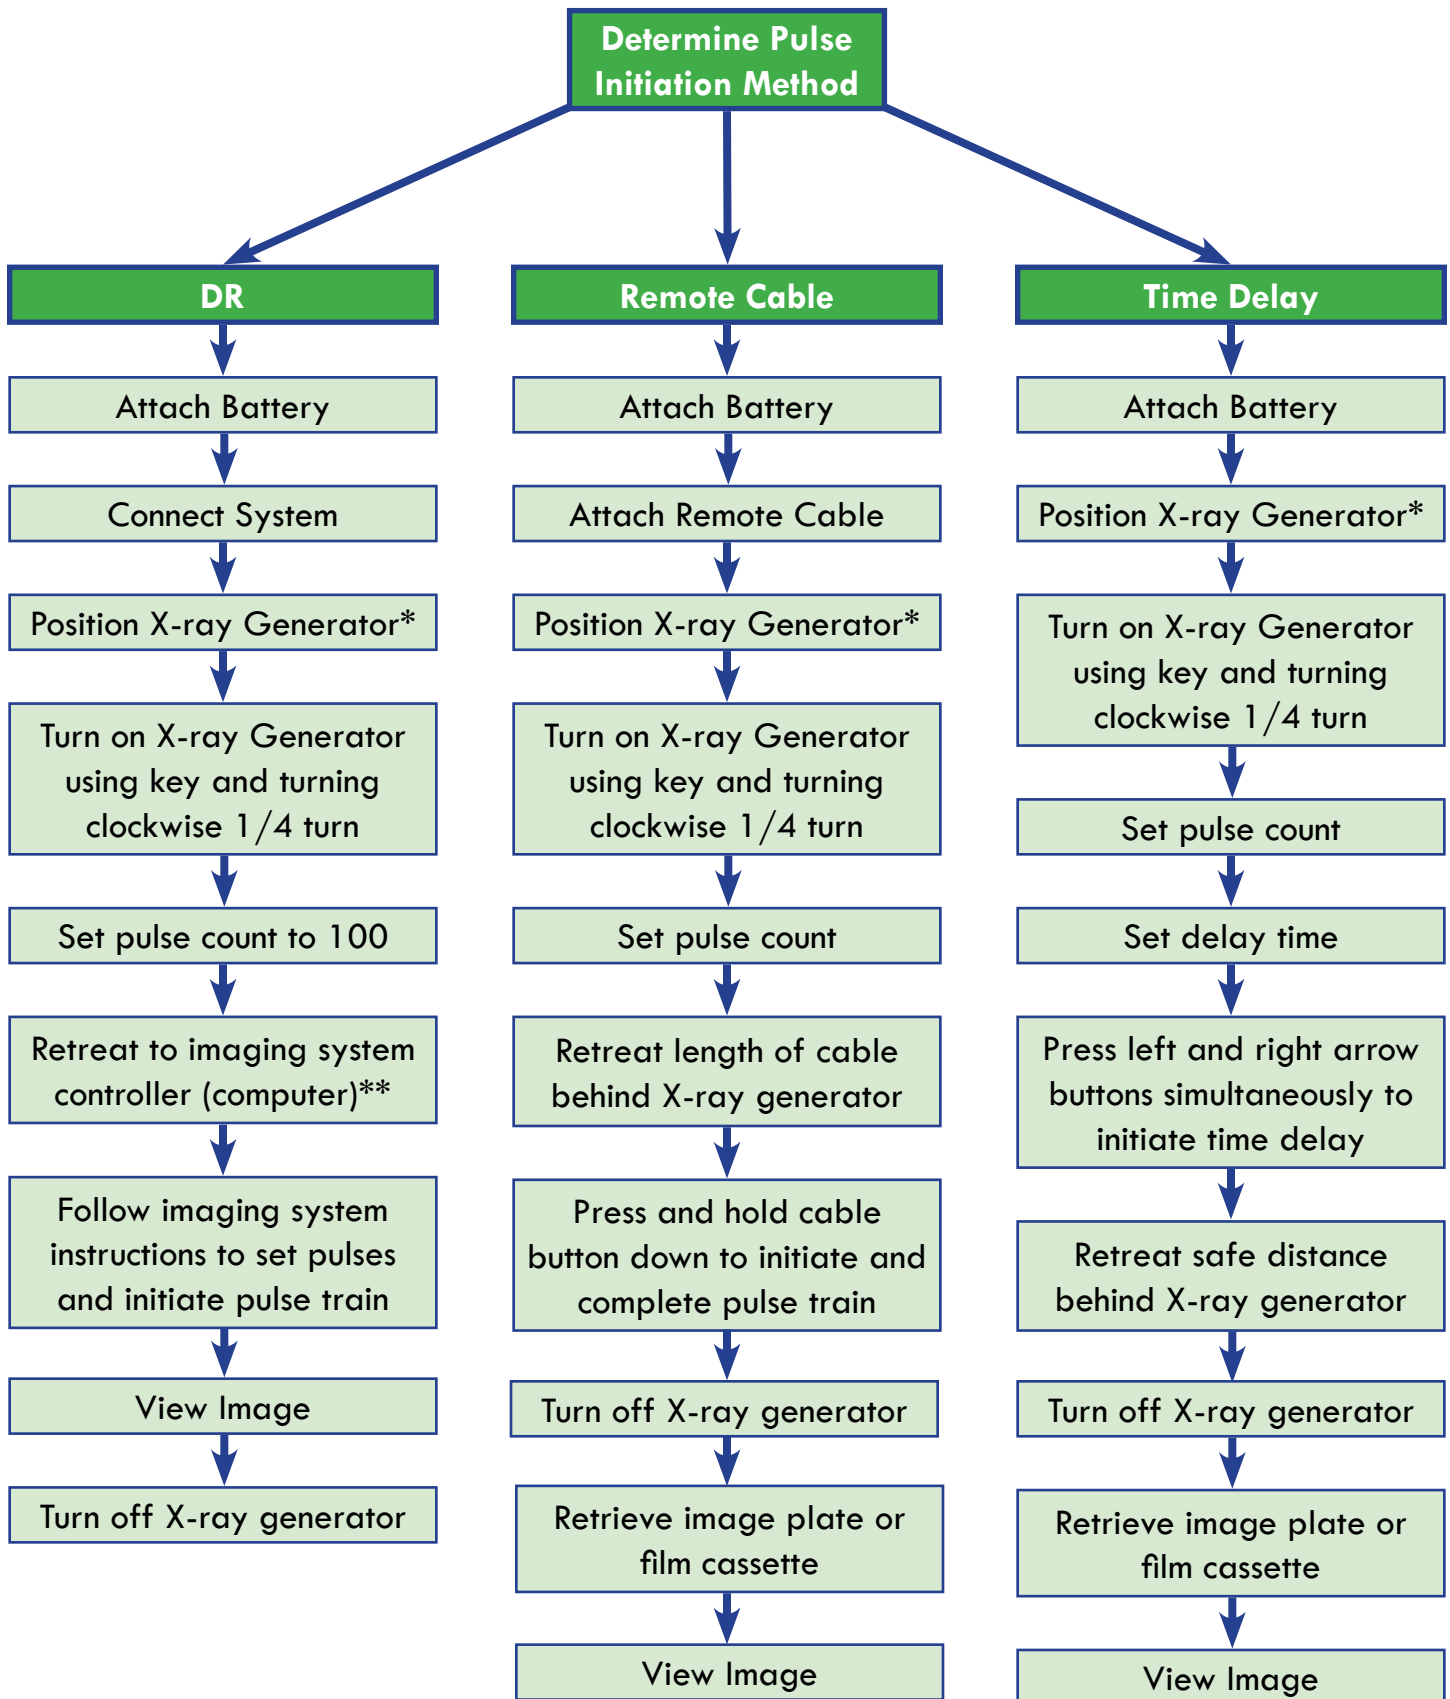 Determine Pulse
Initiation Method
DR
Attach Battery
Connect System
Position X-ray Generator*
Turn on X-ray Generator
using key and turning
clockwise 1/4 turn
Set pulse count to 100
Retreat to imaging system
controller (computer)**
Follow imaging system
instructions to set pulses
and initiate pulse train
View Image
Turn off X-ray generator
Remote Cable
Attach Battery
Attach Remote Cable
Position X-ray Generator*
Turn on X-ray Generator
using key and turning
clockwise 1/4 turn
Set pulse count
Retreat length of cable
behind X-ray generator
Press and hold cable
button down to initiate and
complete pulse train
Turn off X-ray generator
Retrieve image plate or
film cassette
View Image
Time Delay
Attach Battery
Position X-ray Generator*
Turn on X-ray Generator
using key and turning
clockwise 1/4 turn
Set pulse count
Set delay time
Press left and right arrow
buttons simultaneously to
initiate time delay
Retreat safe distance
behind X-ray generator
Turn off X-ray generator
Retrieve image plate or
film cassette
View Image